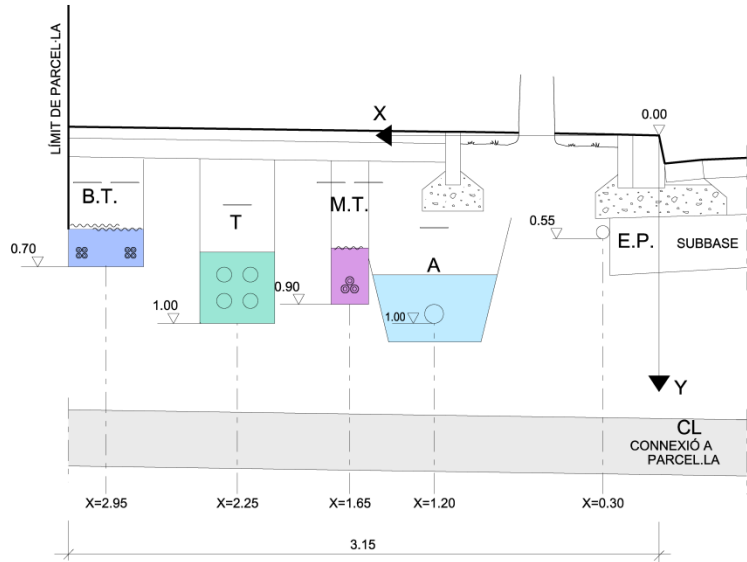 LÍMIT DE PARCEL·LA
X
0.00
B.T.
T
M.T.
A
0.55
E.P.
SUBBASE
0.70
0.90
1.00
1.00
Y
CL
CONNEXIÓ A
PARCEL.LA
X=2.95
X=2.25
X=1.65
X=1.20
X=0.30
3.15